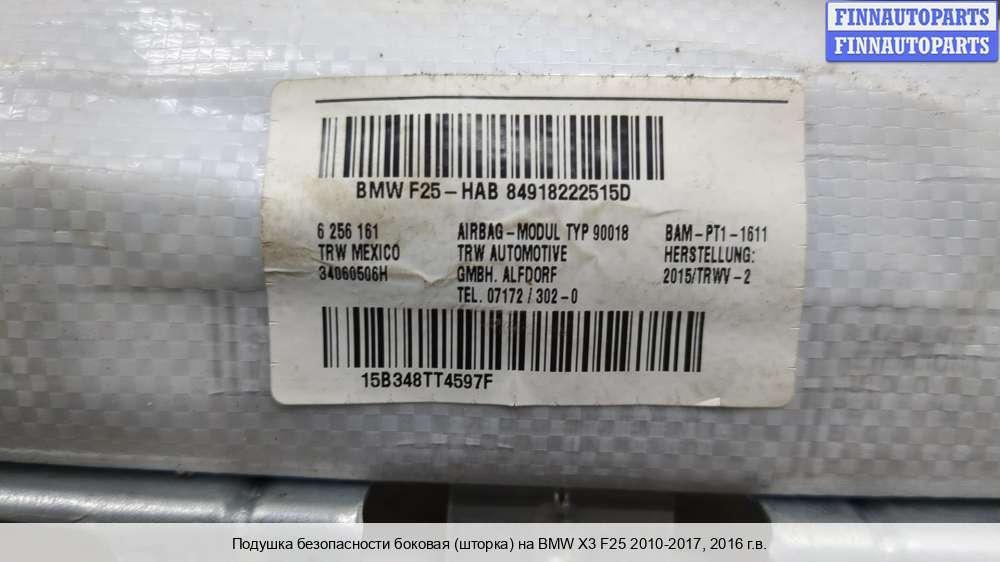 FINNAUTOPARTS
FINNAUTOPARTS
BMW F25-HAB 84918222515D
6 256 161 AIRBAG-MODUL TYP 90018 BAM-PT1-1611
TRW MEXICO TRW AUTOMOTIVE HERSTELLUNG:
34060506H GMBH. ALFDORF 2015/TRWV-2
TEL. 07172/302-0
15B348TT4597F
Подушка безопасности боковая (шторка) на BMW X3 F25 2010-2017, 2016 г.в.